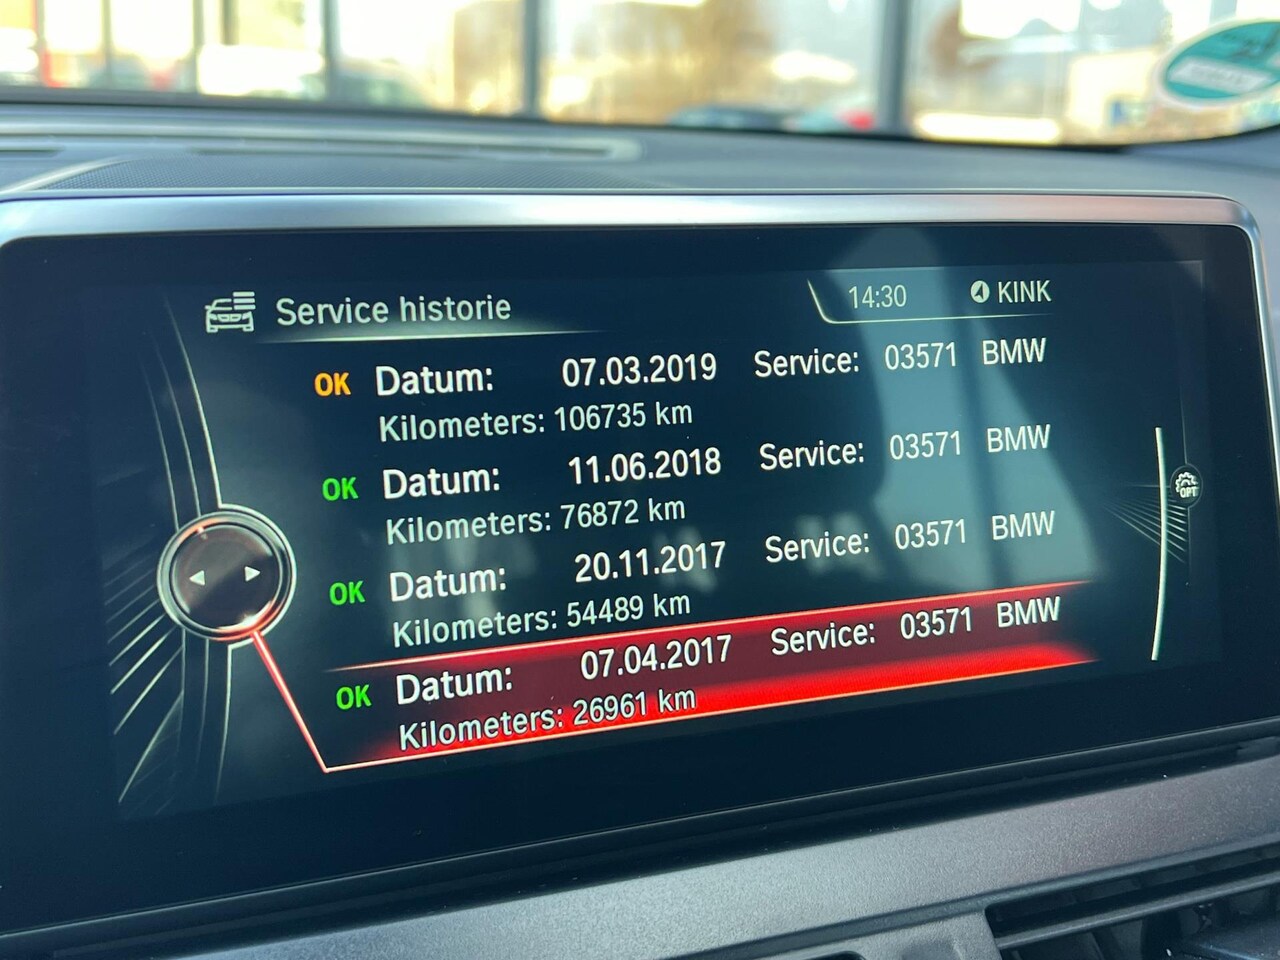 Service historie
14:30 KINK
OK Datum: 07.03.2019 Service: 03571 BMW
Kilometers: 106735 km
OK Datum: 11.06.2018 Service: 03571 BMW
Kilometers: 76872 km
OK Datum: 20.11.2017 Service: 03571 BMW
Kilometers: 54489 km
OK Datum: 07.04.2017 Service: 03571 BMW
Kilometers: 26961 km
OPT